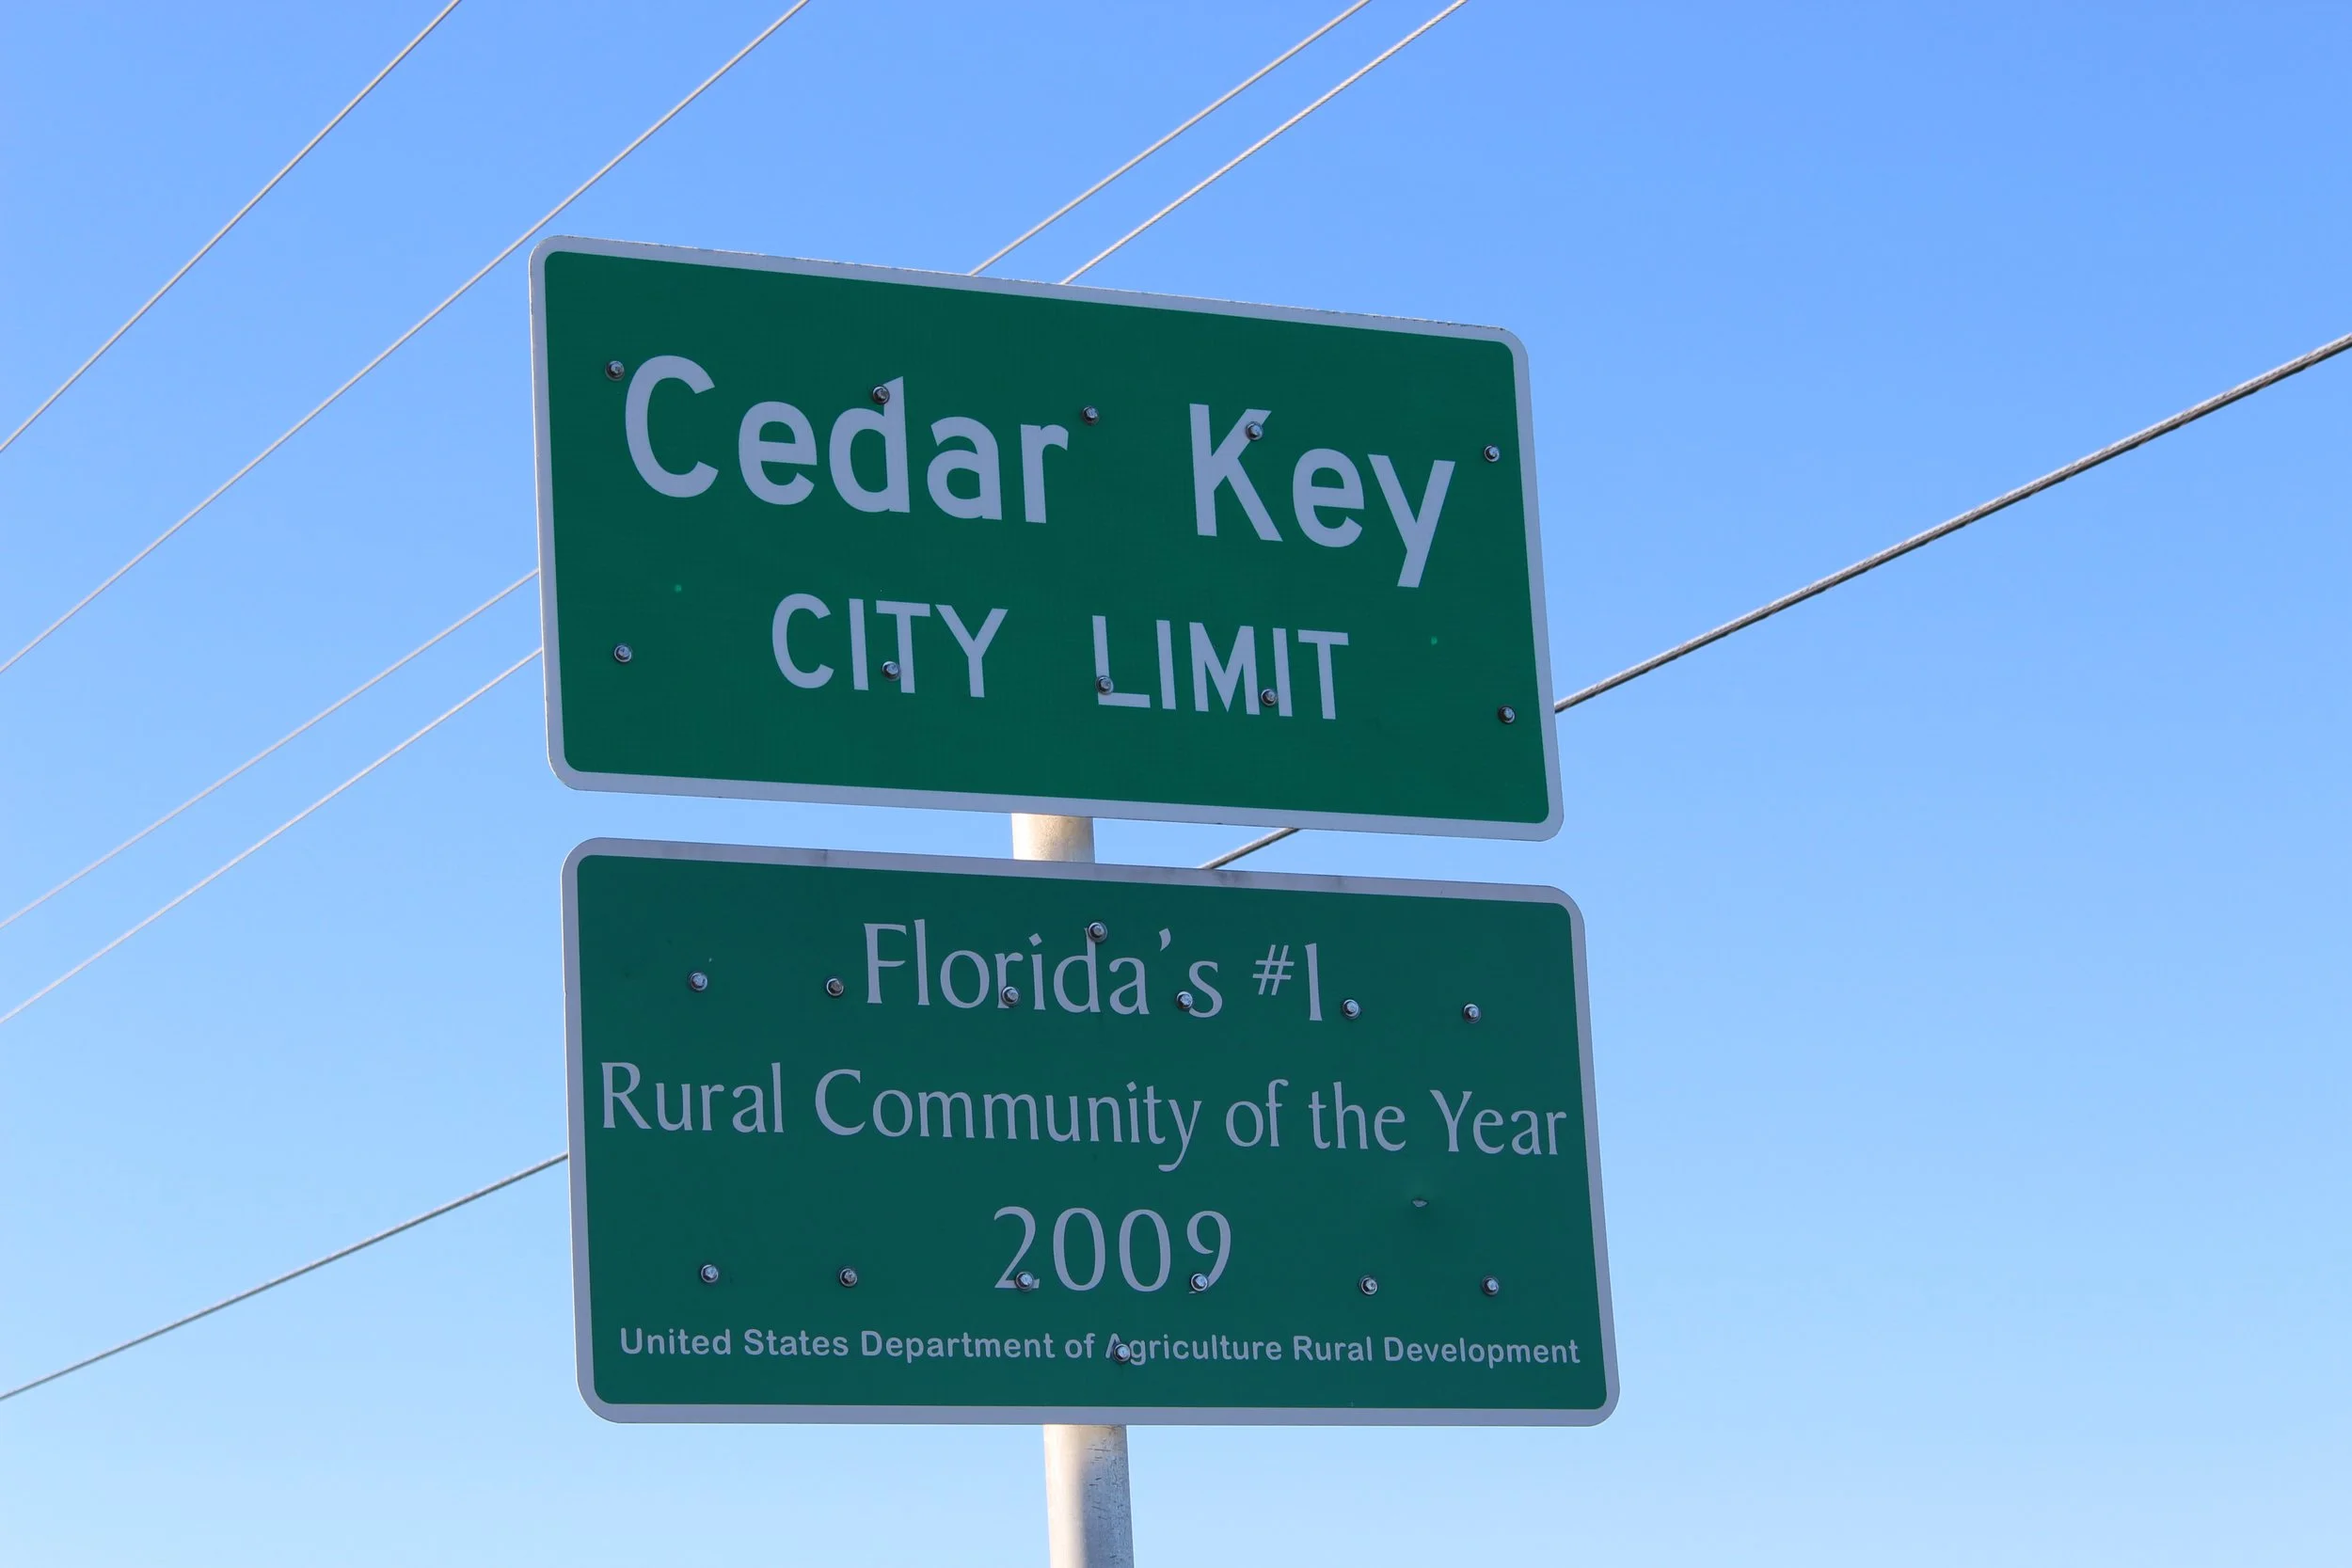 Cedar Key
CITY LIMIT
Florida's #1
Rural Community of the Year
2009
United States Department of Agriculture Rural Development